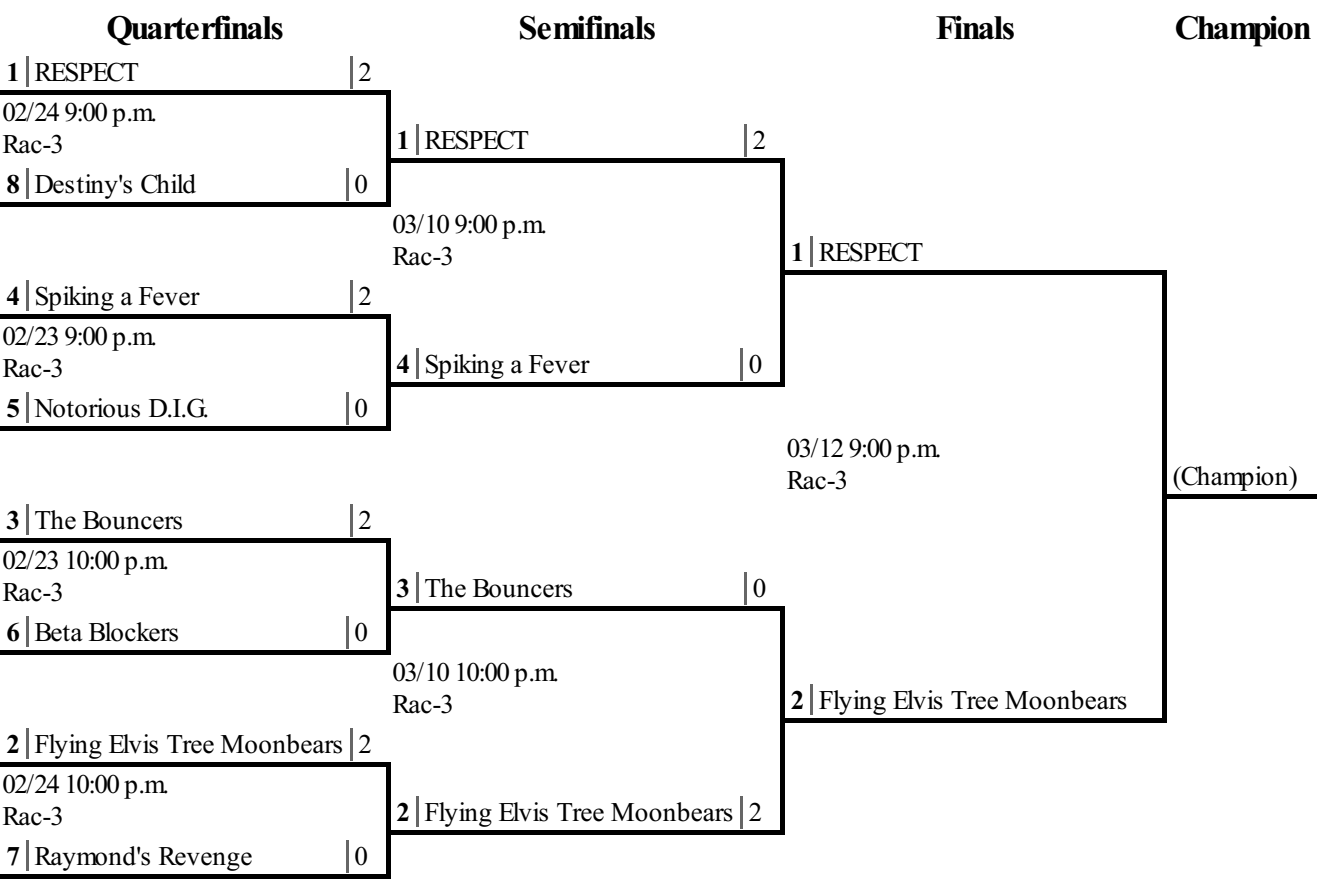 Quarterfinals Semifinals Finals Champion
1 RESPECT 2
02/24 9:00 p.m.
Rac-3
8 Destiny's Child 0
4 Spiking a Fever 2
02/23 9:00 p.m.
Rac-3
5 Notorious D.I.G. 0
3 The Bouncers 2
02/23 10:00 p.m.
Rac-3
6 Beta Blockers 0
2 Flying Elvis Tree Moonbears 2
02/24 10:00 p.m.
Rac-3
7 Raymond's Revenge 0
1 RESPECT 2
03/10 9:00 p.m.
Rac-3
4 Spiking a Fever 0
3 The Bouncers 0
03/10 10:00 p.m.
Rac-3
2 Flying Elvis Tree Moonbears 2
1 RESPECT
03/12 9:00 p.m.
Rac-3
2 Flying Elvis Tree Moonbears
(Champion)